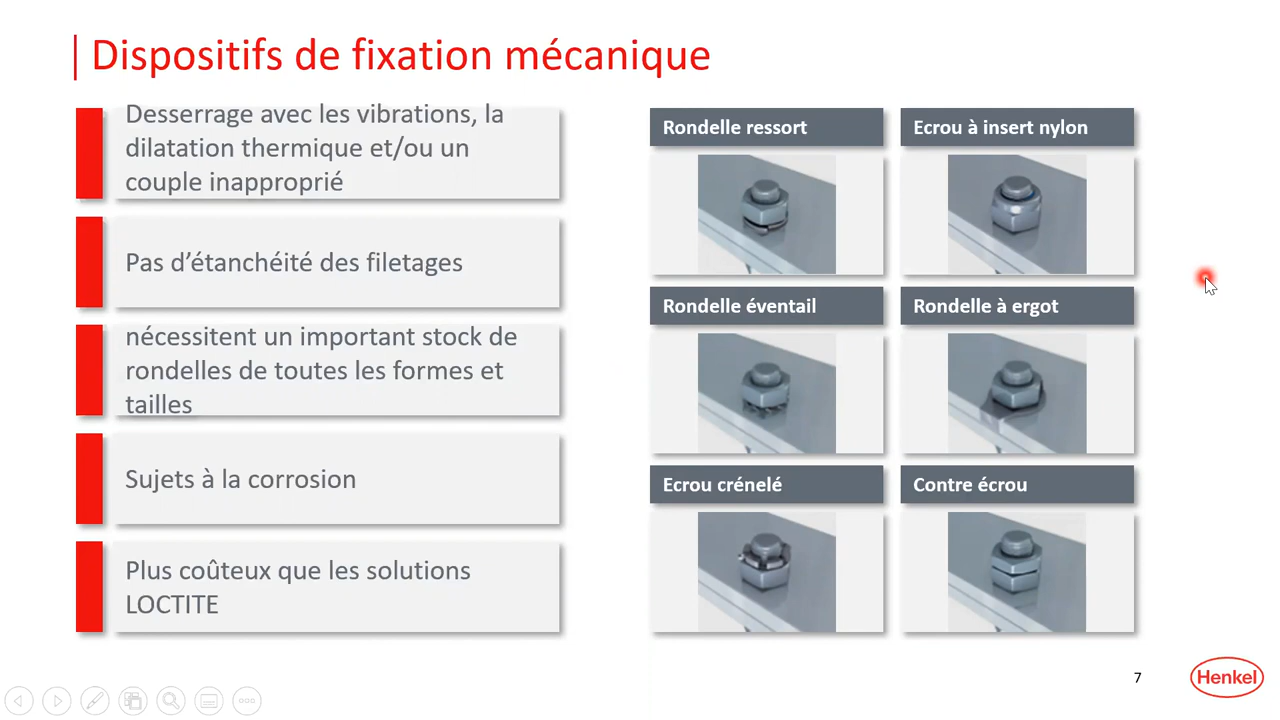 Dispositifs de fixation mécanique
Desserrage avec les vibrations, la
dilatation thermique et/ou un
couple inapproprié
Pas d’étanchéité des filetages
nécessitent un important stock de
rondelles de toutes les formes et
tailles
Sujets à la corrosion
Plus coûteux que les solutions
LOCTITE
Rondelle ressort
Ecrou à insert nylon
Rondelle éventail
Rondelle à ergot
Ecrou crénelé
Contre écrou
7
Henkel